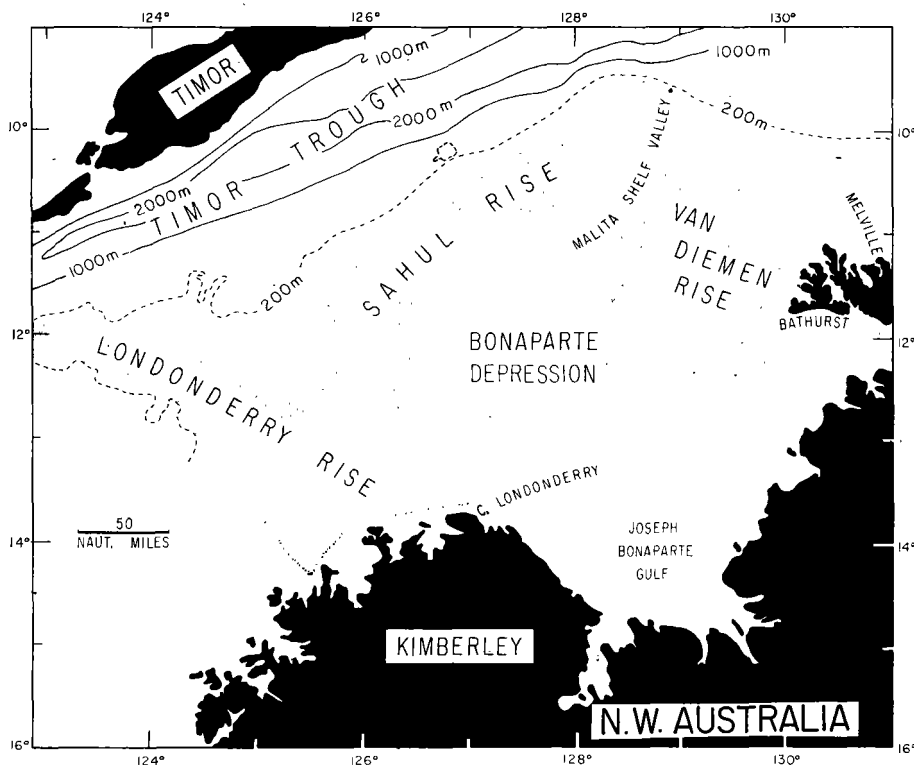 124°
126°
128°
130°
TIMOR
1000m
1000m
2000m
TIMOR TROUGH
2000m
1000m
200m
200m
10°
10°
SAHUL RISE
MALITA SHELF VALLEY
VAN
DIEMEN
RISE
MELVILLE
BATHURST
12°
12°
LONDONDERRY RISE
BONAPARTE
DEPRESSION
C. LONDONDERRY
50
NAUT. MILES
14°
14°
JOSEPH
BONAPARTE
GULF
KIMBERLEY
N.W. AUSTRALIA
16°
16°
124°
126°
128°
130°